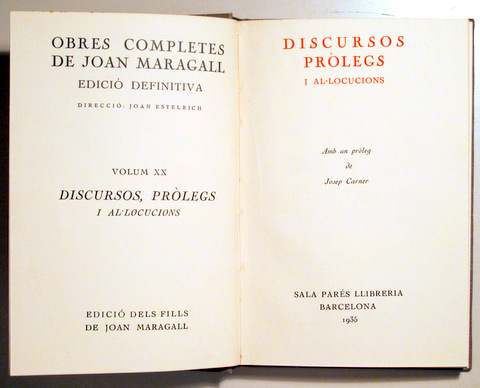 OBRES COMPLETES
DE JOAN MARAGALL
EDICIÓ DEFINITIVA
DIRECCIÓ: JOAN ESTELRICH
VOLUM XX
DISCURSOS, PRÒLEGS
I AL·LOCUCIONS
EDICIÓ DELS FILLS
DE JOAN MARAGALL
DISCURSOS
PRÒLEGS
I AL·LOCUCIONS
Amb un pròleg
de
Josep Carner
SALA PARÉS LLIBRERIA
BARCELONA
1935